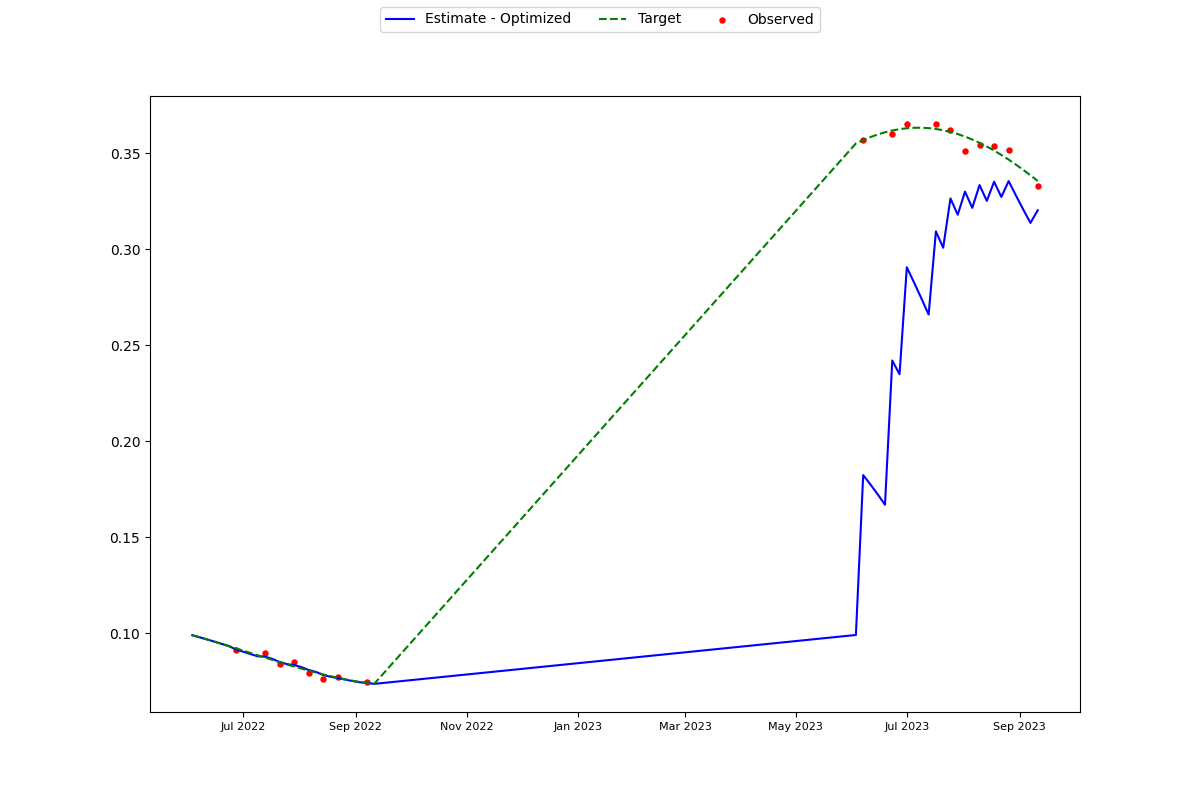 Estimate - Optimized
Target
Observed
0.35
0.30
0.25
0.20
0.15
0.10
Jul 2022
Sep 2022
Nov 2022
Jan 2023
Mar 2023
May 2023
Jul 2023
Sep 2023